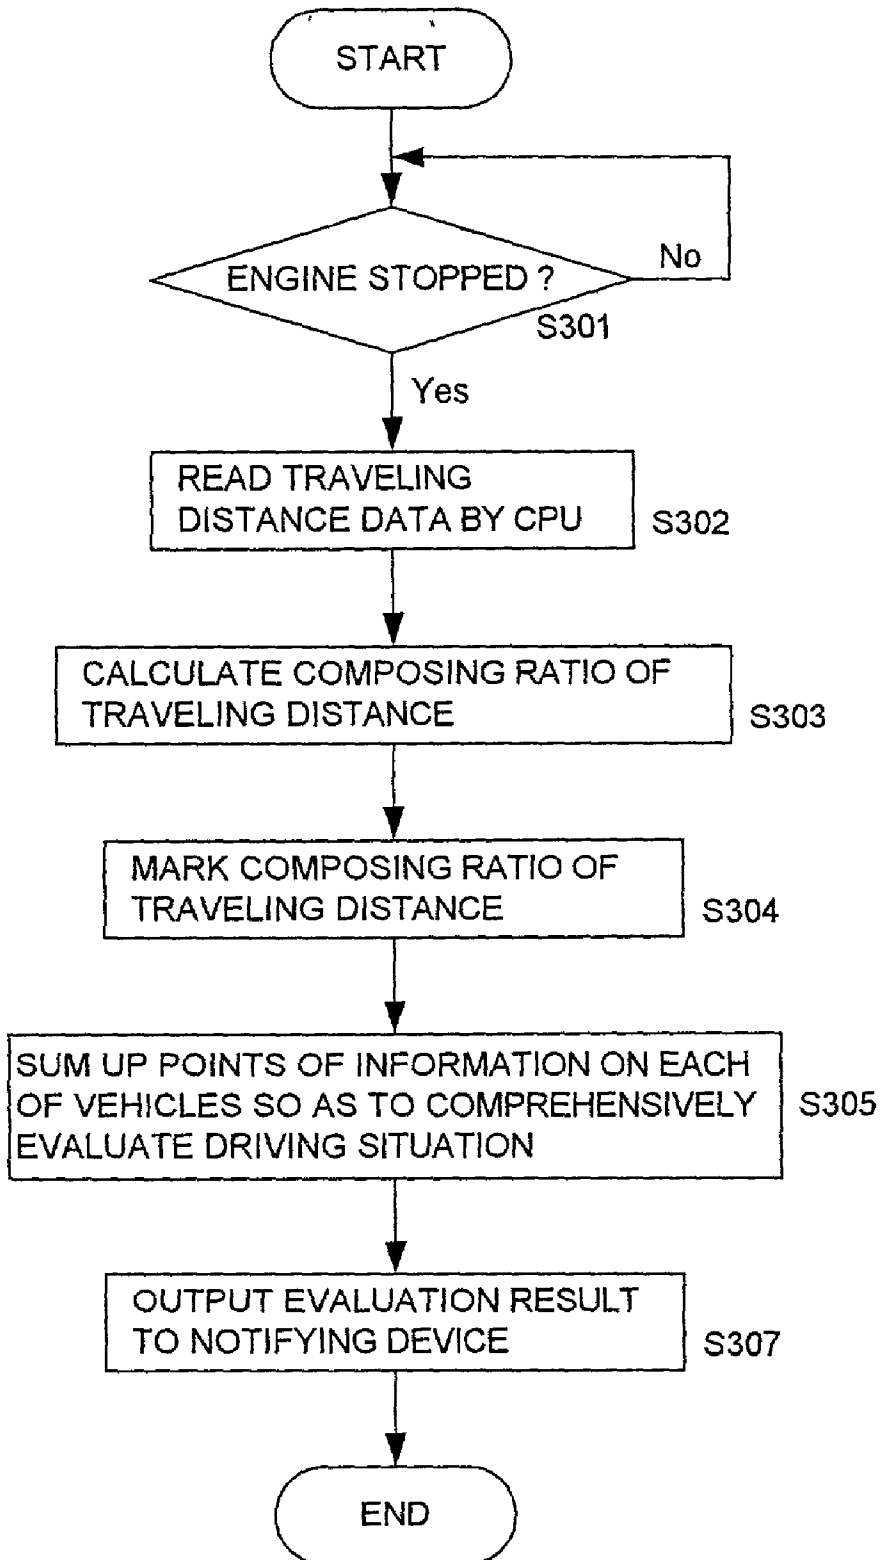 START
ENGINE STOPPED ?
No
S301
Yes
READ TRAVELING
DISTANCE DATA BY CPU
S302
CALCULATE COMPOSING RATIO OF
TRAVELING DISTANCE
S303
MARK COMPOSING RATIO OF
TRAVELING DISTANCE
S304
SUM UP POINTS OF INFORMATION ON EACH
OF VEHICLES SO AS TO COMPREHENSIVELY
EVALUATE DRIVING SITUATION
S305
OUTPUT EVALUATION RESULT
TO NOTIFYING DEVICE
S307
END